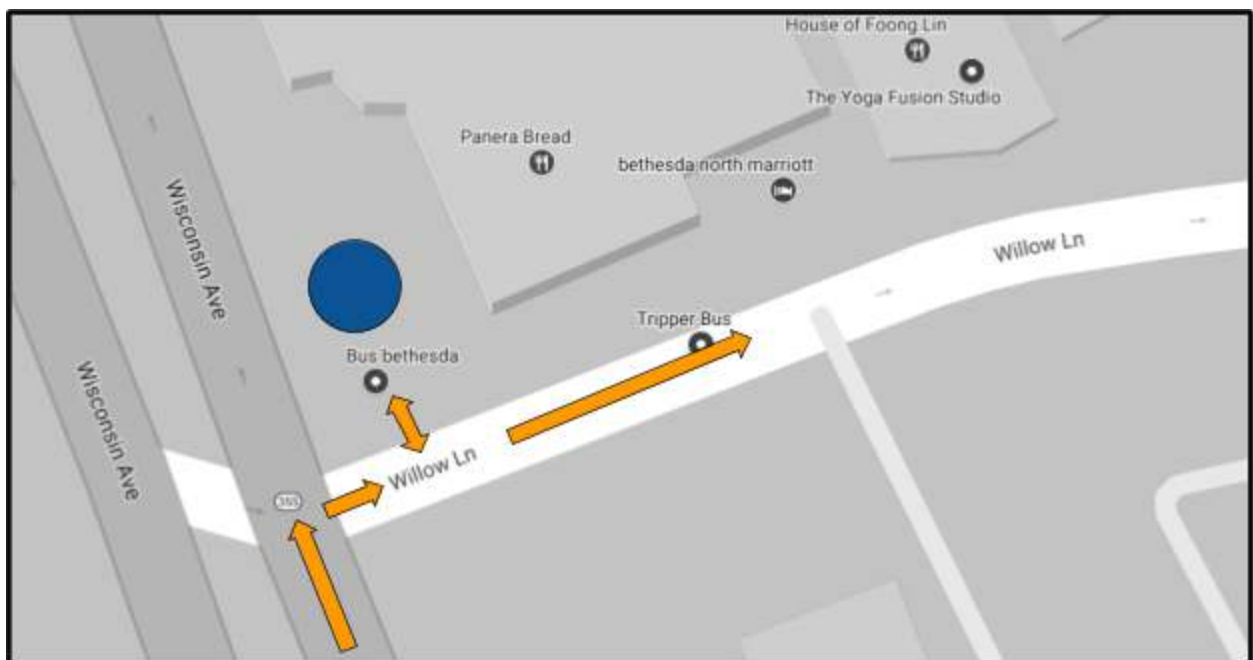 House of Foong Lin
The Yoga Fusion Studio
Panera Bread
bethesda north marriott
Wisconsin Ave
Willow Ln
Tripper Bus
Bus bethesda
Wisconsin Ave
Willow Ln
355